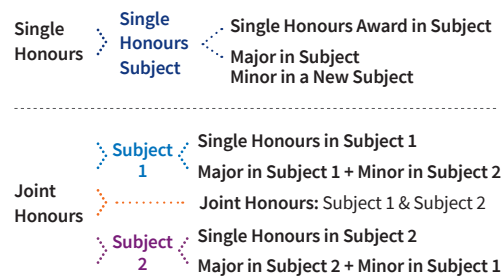 Single
Honours
Single
Honours
Subject
Single Honours Award in Subject
Major in Subject
Minor in a New Subject
Joint
Honours
Subject
1
Single Honours in Subject 1
Major in Subject 1 + Minor in Subject 2
Joint Honours: Subject 1 & Subject 2
Subject
2
Single Honours in Subject 2
Major in Subject 2 + Minor in Subject 1